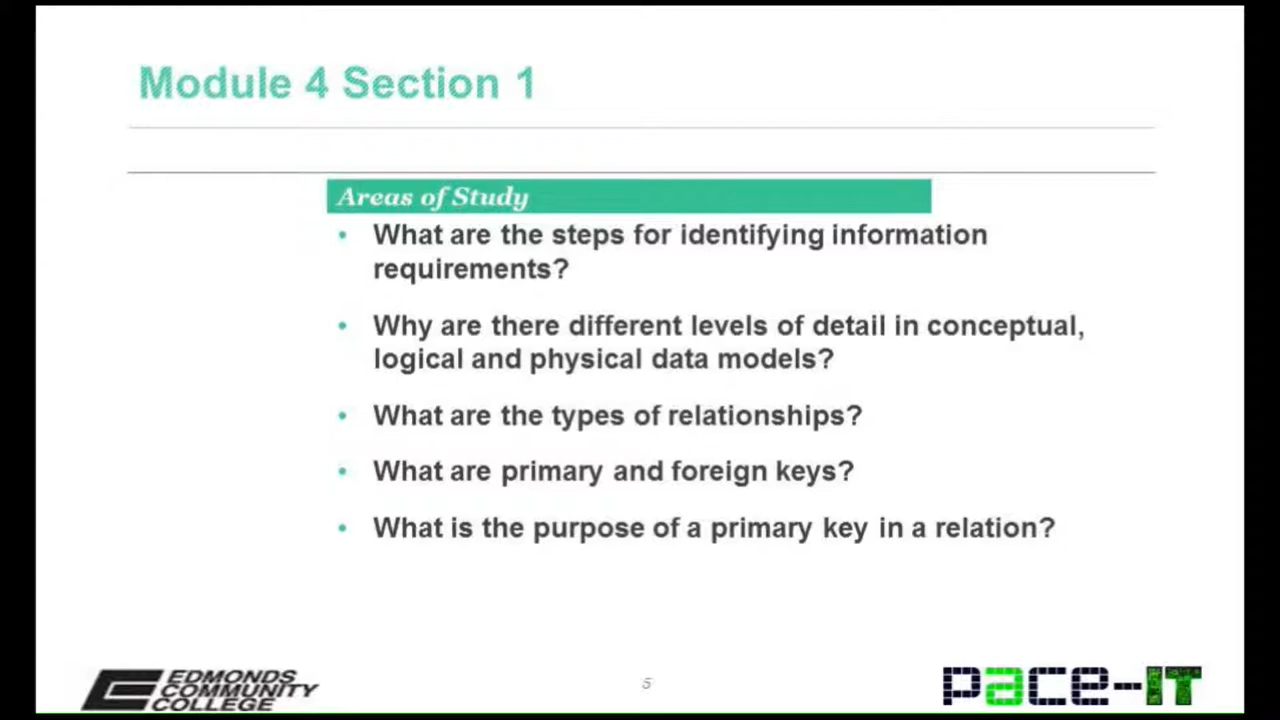 Module 4 Section 1
Areas of Study
• What are the steps for identifying information
requirements?
• Why are there different levels of detail in conceptual,
logical and physical data models?
• What are the types of relationships?
• What are primary and foreign keys?
• What is the purpose of a primary key in a relation?
EDMONDS
COMMUNITY
COLLEGE
5
pace-IT